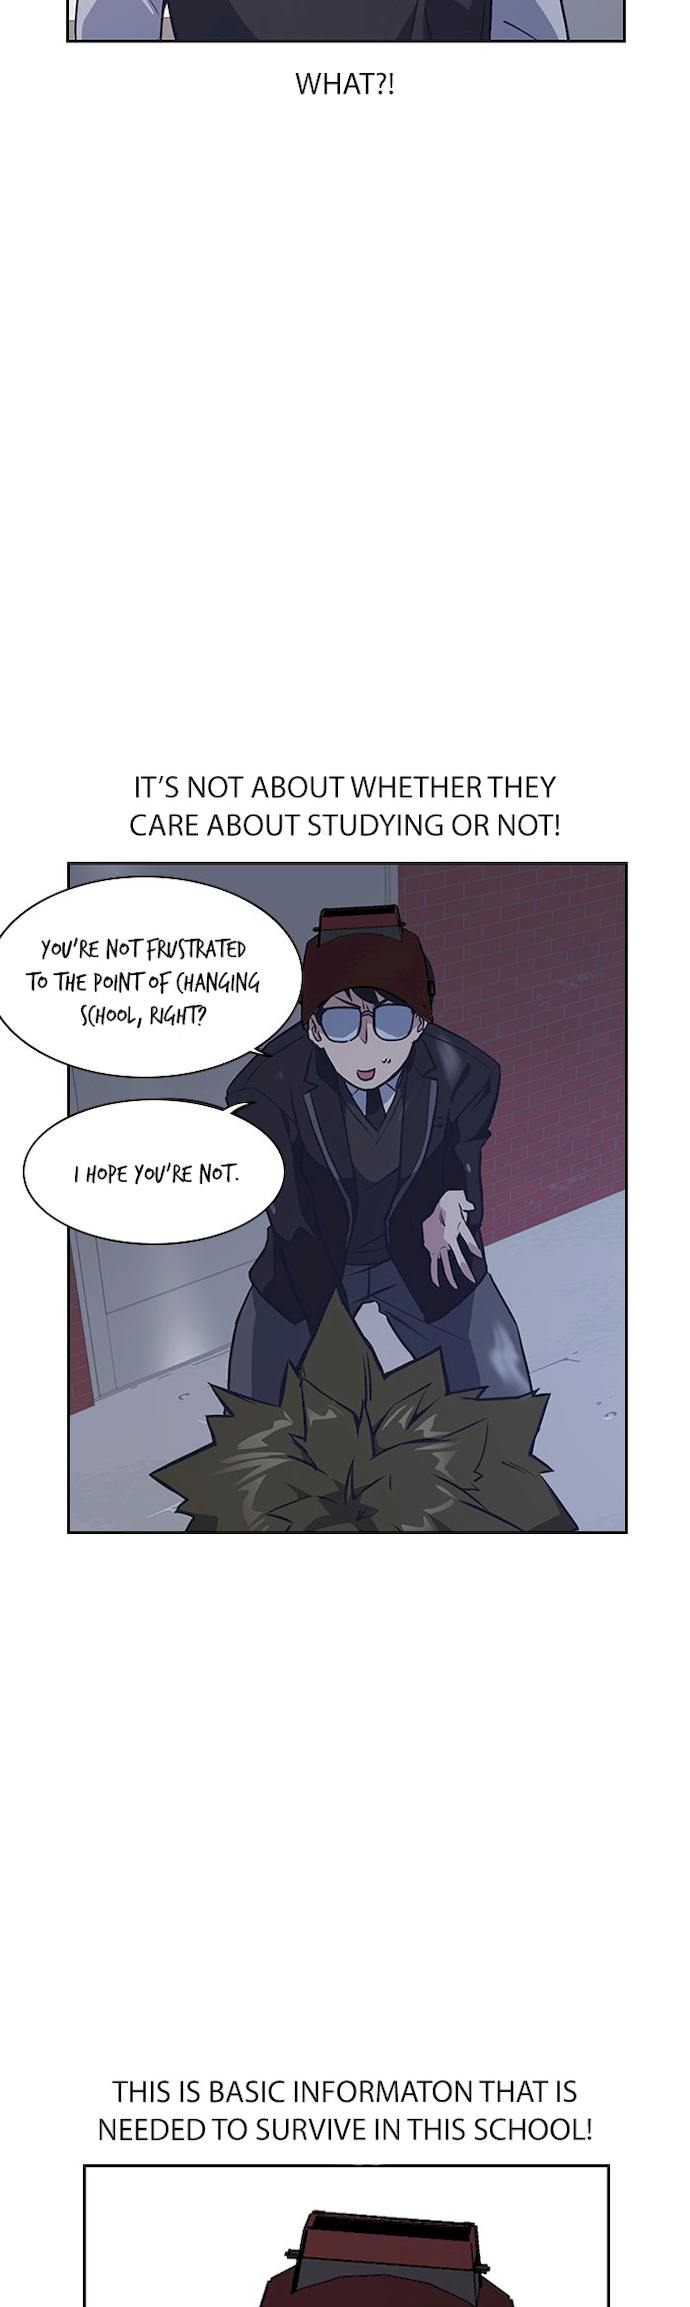 WHAT?!
IT'S NOT ABOUT WHETHER THEY
CARE ABOUT STUDYING OR NOT!
YOU'RE NOT FRUSTRATED
TO THE POINT OF CHANGING
SCHOOL, RIGHT?
I HOPE YOU'RE NOT.
THIS IS BASIC INFORMATON THAT IS
NEEDED TO SURVIVE IN THIS SCHOOL!